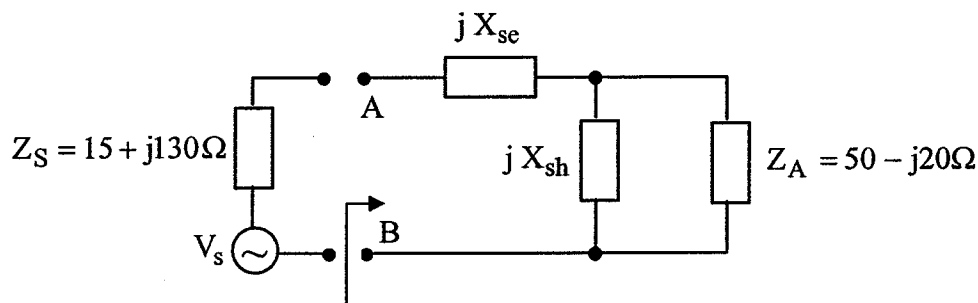 j X_se
A
Z_S = 15 + j130Ω
j X_sh
Z_A = 50 − j20Ω
B
V_s
~